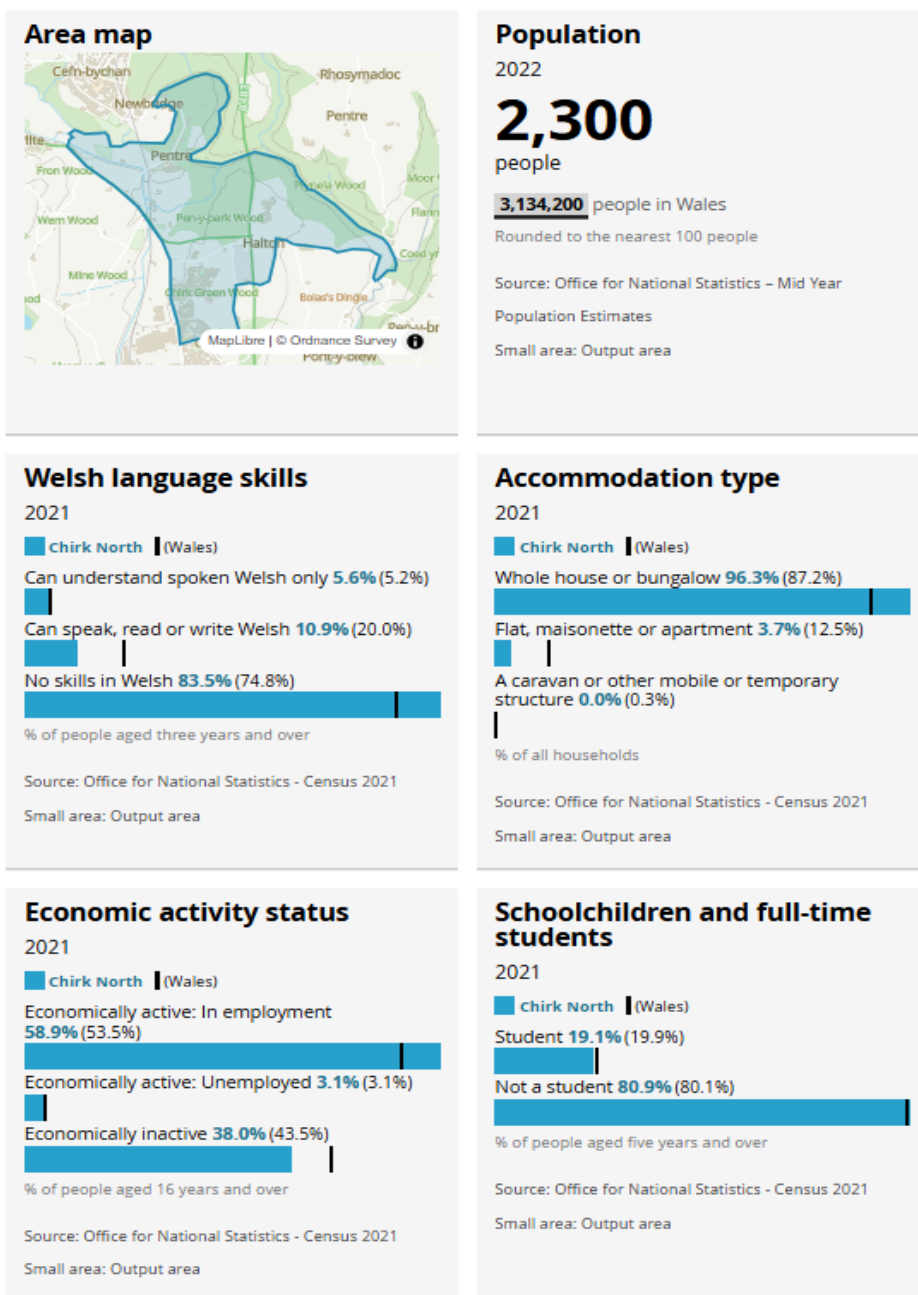 Area map
Cefn-bychan
Rhosymadoc
Newbridge
Pentre
Pentre
Fron Wood
Moor
Wern Wood
Pen-y-park Wood
Halton
Mine Wood
Chirk Green Wood
Bolas's Dingle
MapLibre | © Ordnance Survey
Pont-y-blew
Population
2022
2,300
people
3,134,200 people in Wales
Rounded to the nearest 100 people
Source: Office for National Statistics – Mid Year
Population Estimates
Small area: Output area
Welsh language skills
2021
Chirk North (Wales)
Can understand spoken Welsh only 5.6% (5.2%)
Can speak, read or write Welsh 10.9% (20.0%)
No skills in Welsh 83.5% (74.8%)
% of people aged three years and over
Source: Office for National Statistics - Census 2021
Small area: Output area
Accommodation type
2021
Chirk North (Wales)
Whole house or bungalow 96.3% (87.2%)
Flat, maisonette or apartment 3.7% (12.5%)
A caravan or other mobile or temporary
structure 0.0% (0.3%)
% of all households
Source: Office for National Statistics - Census 2021
Small area: Output area
Economic activity status
2021
Chirk North (Wales)
Economically active: In employment
58.9% (53.5%)
Economically active: Unemployed 3.1% (3.1%)
Economically inactive 38.0% (43.5%)
% of people aged 16 years and over
Source: Office for National Statistics - Census 2021
Small area: Output area
Schoolchildren and full-time
students
2021
Chirk North (Wales)
Student 19.1% (19.9%)
Not a student 80.9% (80.1%)
% of people aged five years and over
Source: Office for National Statistics - Census 2021
Small area: Output area